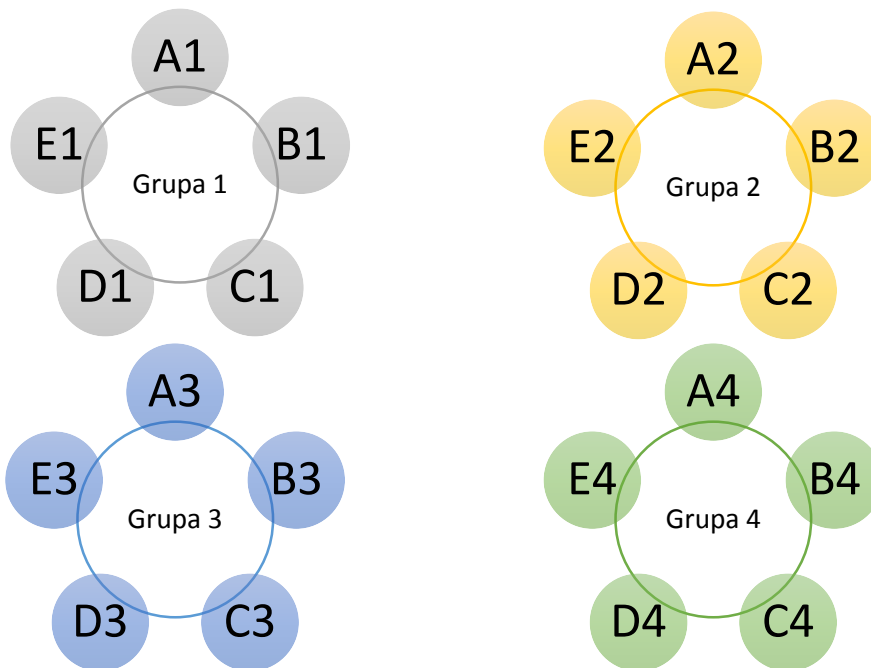 A1
E1
B1
Grupa 1
D1
C1
A2
E2
B2
Grupa 2
D2
C2
A3
E3
B3
Grupa 3
D3
C3
A4
E4
B4
Grupa 4
D4
C4